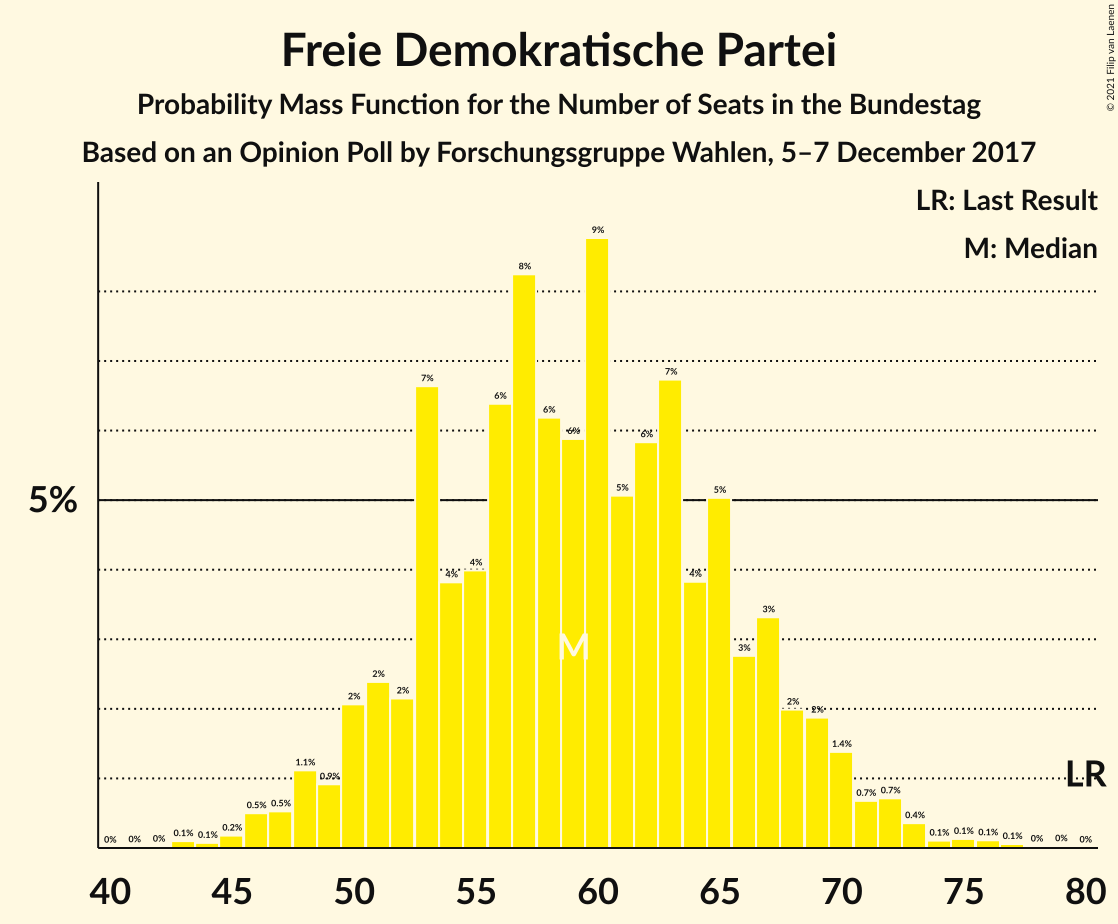 © 2021 Filip van Laenen
Freie Demokratische Partei
Probability Mass Function for the Number of Seats in the Bundestag
Based on an Opinion Poll by Forschungsgruppe Wahlen, 5–7 December 2017
LR: Last Result
M: Median
5%
0% 0% 0% 0.1% 0.1% 0.2% 0.5% 0.5% 1.1% 0.9% 2% 2% 2% 7% 4% 4% 6% 8% 6% 6% 9% 5% 6% 7% 4% 5% 3% 3% 2% 2% 1.4% 0.7% 0.7% 0.4% 0.1% 0.1% 0.1% 0.1% 0% 0% 0%
M
LR
40 45 50 55 60 65 70 75 80